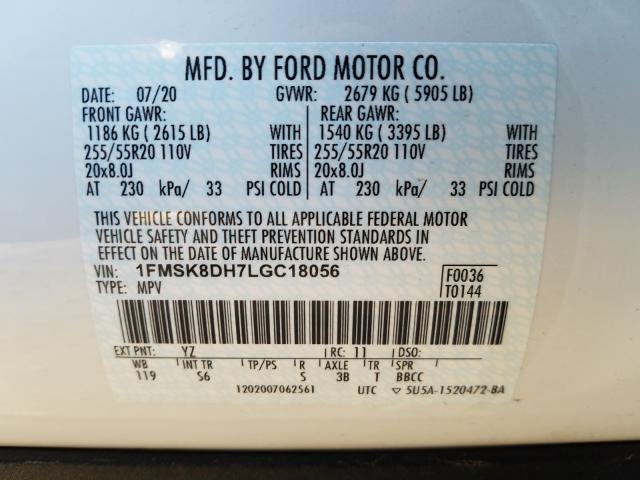 MFD. BY FORD MOTOR CO.
DATE: 07/20 GVWR: 2679 KG ( 5905 LB)
FRONT GAWR: REAR GAWR:
1186 KG ( 2615 LB) WITH 1540 KG ( 3395 LB) WITH
255/55R20 110V TIRES 255/55R20 110V TIRES
20x8.0J RIMS 20x8.0J RIMS
AT 230 kPa/ 33 PSI COLD AT 230 kPa/ 33 PSI COLD
THIS VEHICLE CONFORMS TO ALL APPLICABLE FEDERAL MOTOR
VEHICLE SAFETY AND THEFT PREVENTION STANDARDS IN
EFFECT ON THE DATE OF MANUFACTURE SHOWN ABOVE.
VIN: 1FMSK8DH7LGC18056 F0036
TYPE: MPV T0144
EXT PNT: YZ RC: 11 DSO:
WB INT TR TP/PS R AXLE TR SPR
119 S6 S 3B T BBCC
1202007062561 UTC ▽ 5U5A-1520472-BA